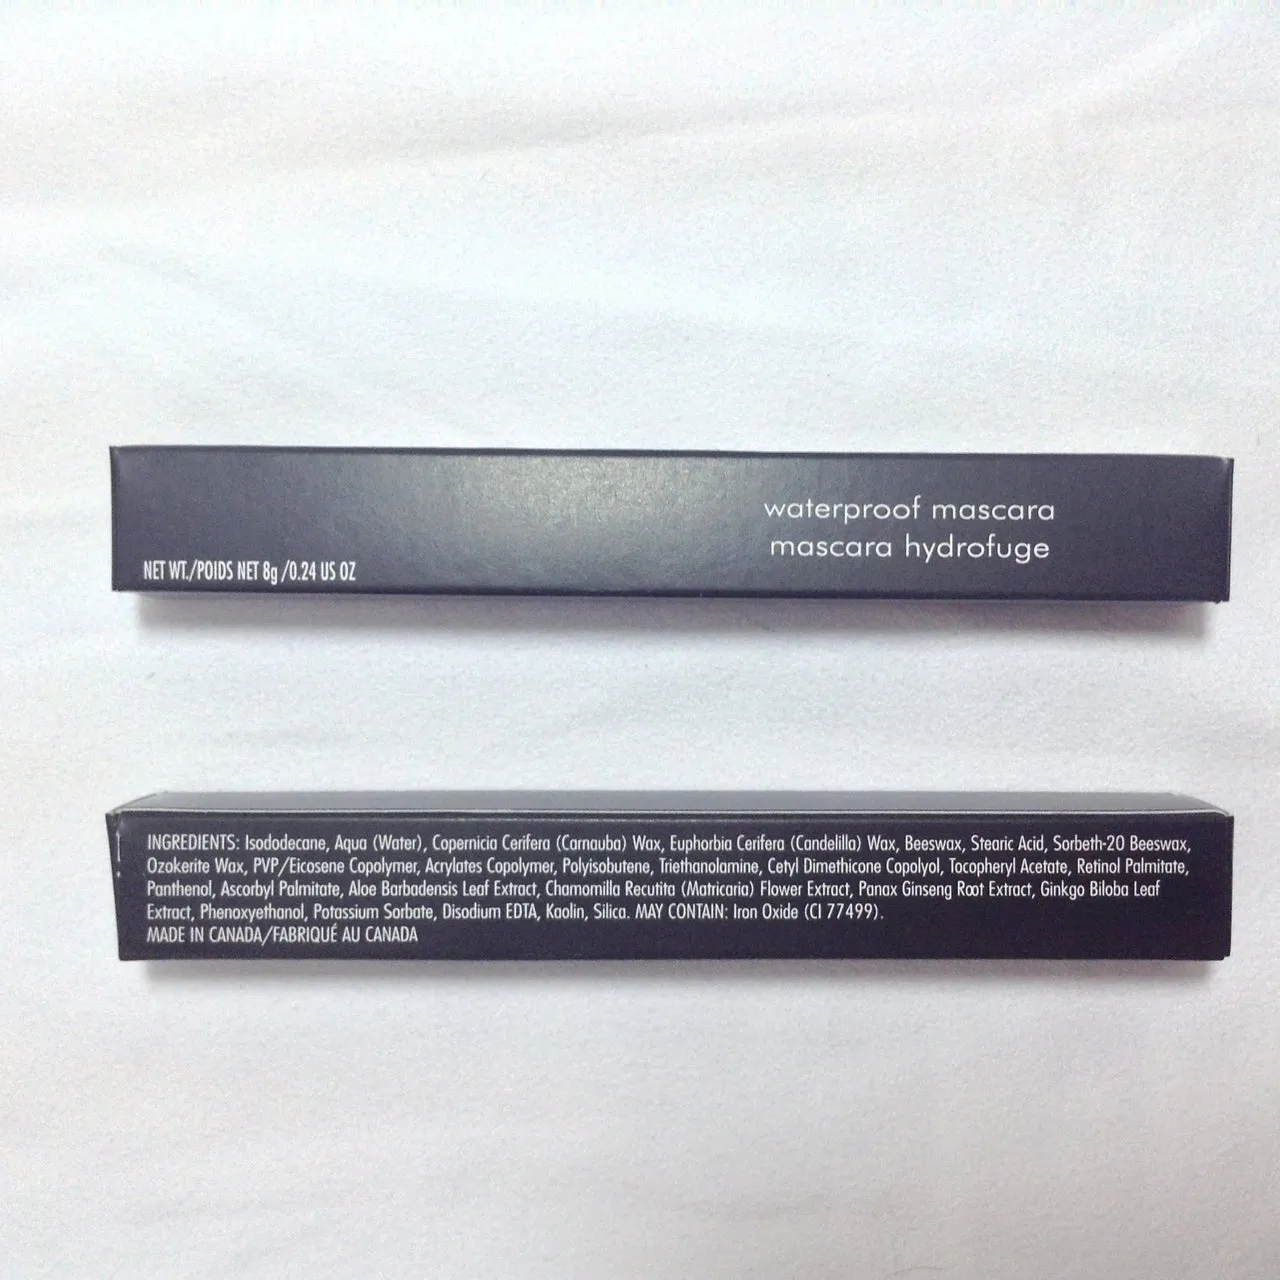 waterproof mascara
mascara hydrofuge
NET WT./POIDS NET 8g /0.24 US OZ
INGREDIENTS: Isododecane, Aqua (Water), Copernicia Cerifera (Carnauba) Wax, Euphorbia Cerifera (Candelilla) Wax, Beeswax, Stearic Acid, Sorbeth-20 Beeswax,
Ozokerite Wax, PVP/Eicosene Copolymer, Acrylates Copolymer, Polyisobutene, Triethanolamine, Cetyl Dimethicone Copolyol, Tocopheryl Acetate, Retinol Palmitate,
Panthenol, Ascorbyl Palmitate, Aloe Barbadensis Leaf Extract, Chamomilla Recutita (Matricaria) Flower Extract, Panax Ginseng Root Extract, Ginkgo Biloba Leaf
Extract, Phenoxyethanol, Potassium Sorbate, Disodium EDTA, Kaolin, Silica. MAY CONTAIN: Iron Oxide (CI 77499).
MADE IN CANADA/FABRIQUÉ AU CANADA